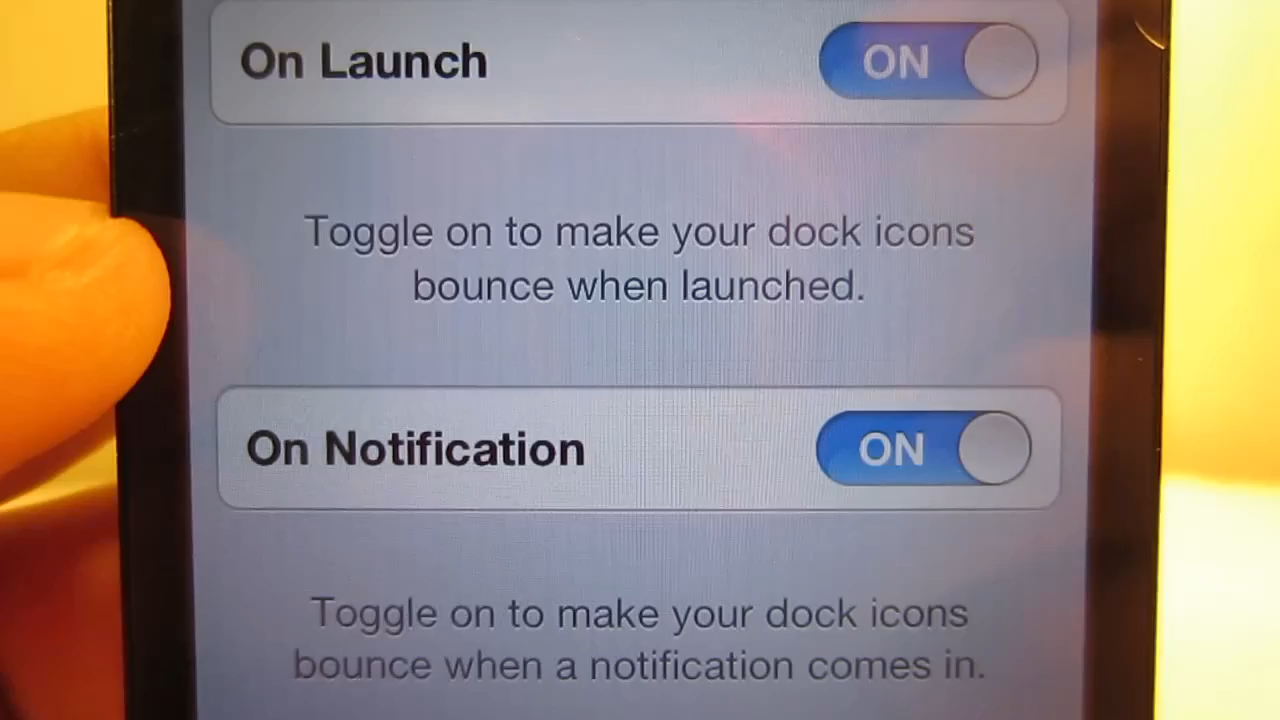 On Launch ON
Toggle on to make your dock icons
bounce when launched.
On Notification ON
Toggle on to make your dock icons
bounce when a notification comes in.